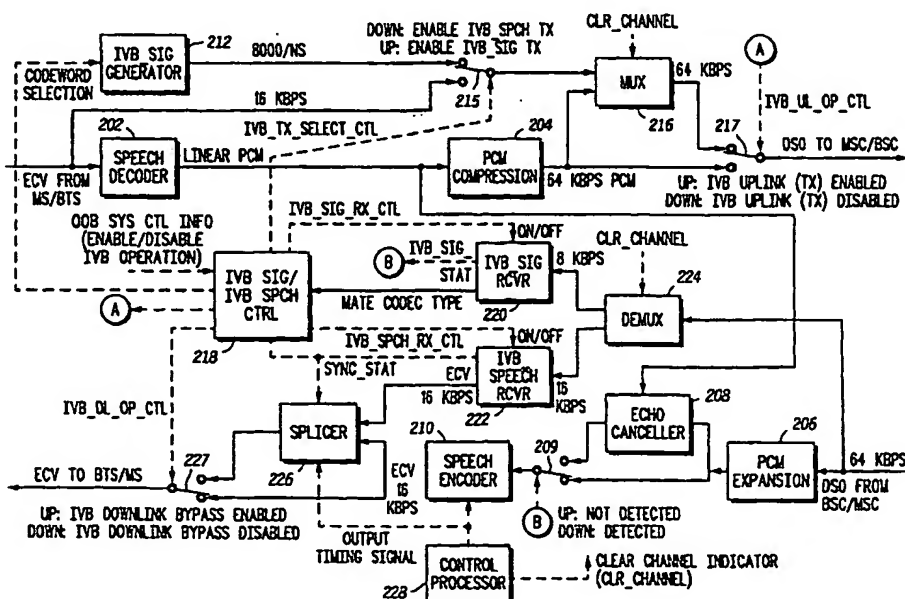 212
IVB SIG
GENERATOR
CODEWORD
SELECTION
8000/NS
DOWN: ENABLE IVB_SPCH TX
UP: ENABLE IVB_SIG TX
215
CLR_CHANNEL
MUX
216
64 KBPS
A
IVB_UL_OP_CTL
16 KBPS
IVB_TX_SELECT_CTL
202
SPEECH
DECODER
LINEAR PCM
ECV FROM
MS/BTS
204
PCM
COMPRESSION
64 KBPS PCM
217
DSO TO MSC/BSC
UP: IVB UPLINK (TX) ENABLED
DOWN: IVB UPLINK (TX) DISABLED
OOB SYS CTL INFO
(ENABLE/DISABLE
IVB OPERATION)
IVB_SIG_RX_CTL
ON/OFF
B
IVB_SIG_
STAT
IVB SIG
RCVR
220
8 KBPS
CLR_CHANNEL
224
DEMUX
IVB SIG/
IVB SPCH
CTRL
218
MATE CODEC TYPE
A
IVB_SPCH_RX_CTL
ON/OFF
SYNC_STAT
ECV
16 KBPS
IVB
SPEECH
RCVR
222
16 KBPS
IVB_DL_OP_CTL
SPLICER
226
210
SPEECH
ENCODER
ECV
16 KBPS
209
208
ECHO
CANCELLER
206
PCM
EXPANSION
64 KBPS
DSO FROM
BSC/MSC
ECV TO BTS/MS
227
UP: IVB DOWNLINK BYPASS ENABLED
DOWN: IVB DOWNLINK BYPASS DISABLED
B
UP: NOT DETECTED
DOWN: DETECTED
OUTPUT
TIMING SIGNAL
CONTROL
PROCESSOR
228
CLEAR CHANNEL INDICATOR
(CLR_CHANNEL)